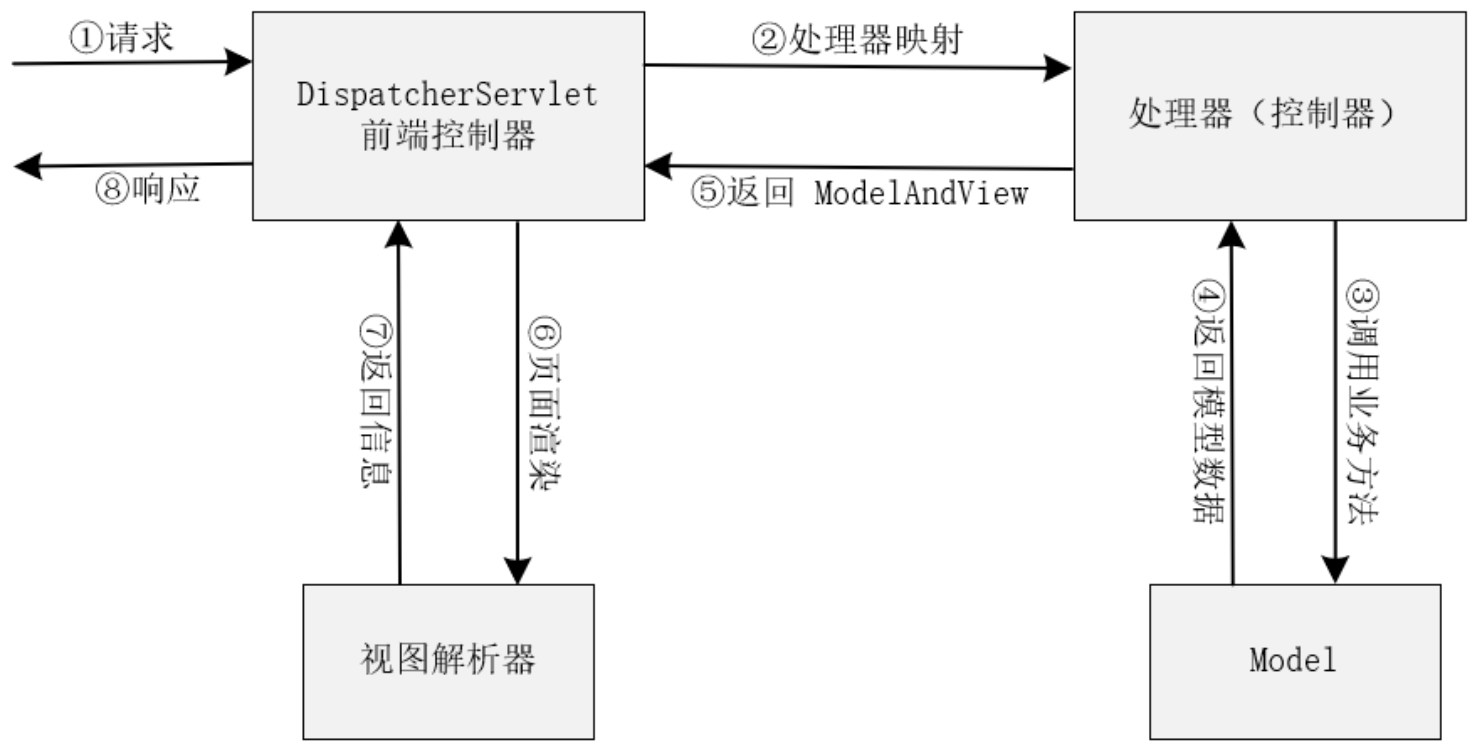 ①请求
②处理器映射
DispatcherServlet
前端控制器
处理器（控制器）
⑧响应
⑤返回 ModelAndView
⑦返回信息
⑥页面渲染
④返回模型数据
③调用业务方法
视图解析器
Model